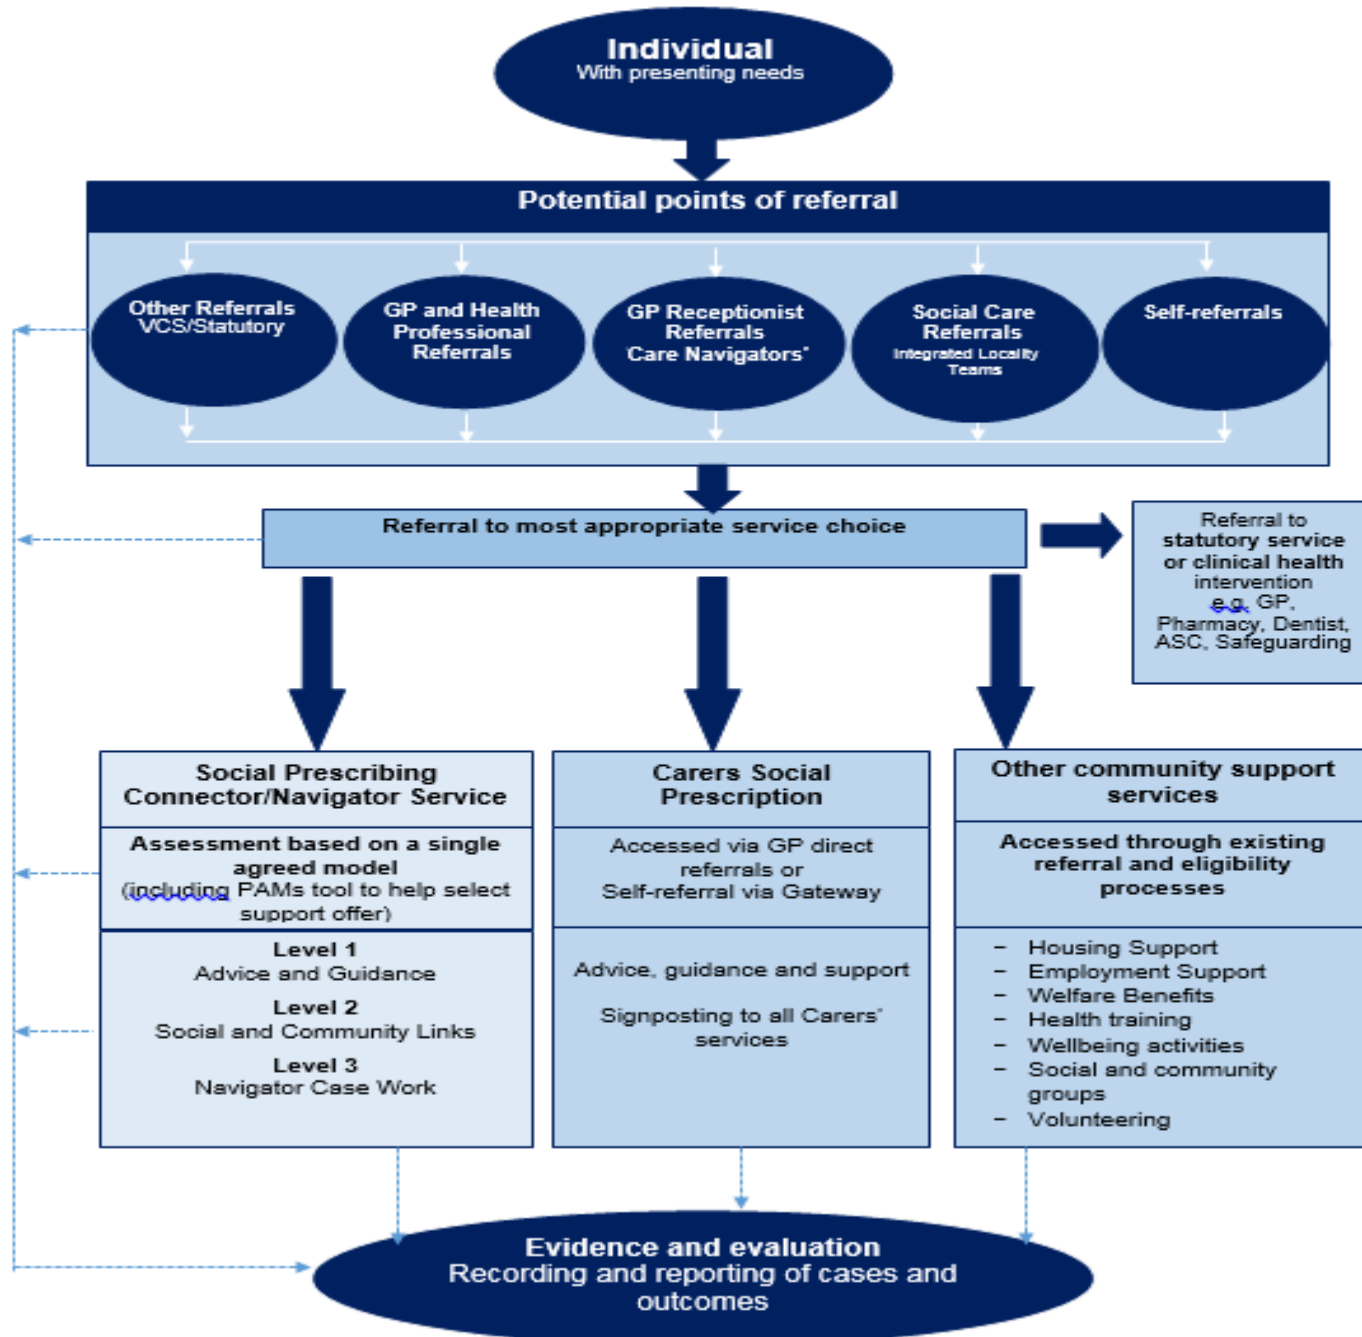 Individual
With presenting needs
Potential points of referral
Other Referrals
VCS/Statutory
GP and Health
Professional
Referrals
GP Receptionist
Referrals
'Care Navigators'
Social Care
Referrals
Integrated Locality
Teams
Self-referrals
Referral to most appropriate service choice
Referral to
statutory service
or clinical health
intervention
e.g. GP,
Pharmacy, Dentist,
ASC, Safeguarding
Social Prescribing
Connector/Navigator Service
Assessment based on a single
agreed model
(including PAMs tool to help select
support offer)
Level 1
Advice and Guidance
Level 2
Social and Community Links
Level 3
Navigator Case Work
Carers Social
Prescription
Accessed via GP direct
referrals or
Self-referral via Gateway
Advice, guidance and support
Signposting to all Carers'
services
Other community support
services
Accessed through existing
referral and eligibility
processes
− Housing Support
− Employment Support
− Welfare Benefits
− Health training
− Wellbeing activities
− Social and community
groups
− Volunteering
Evidence and evaluation
Recording and reporting of cases and
outcomes